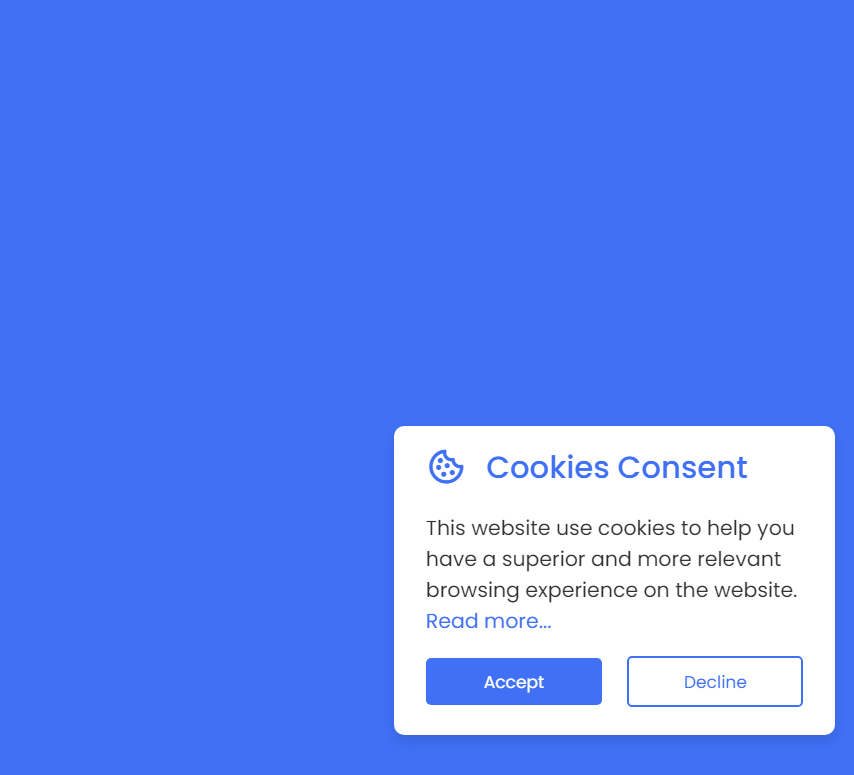 Cookies Consent
This website use cookies to help you
have a superior and more relevant
browsing experience on the website.
Read more...
Accept
Decline